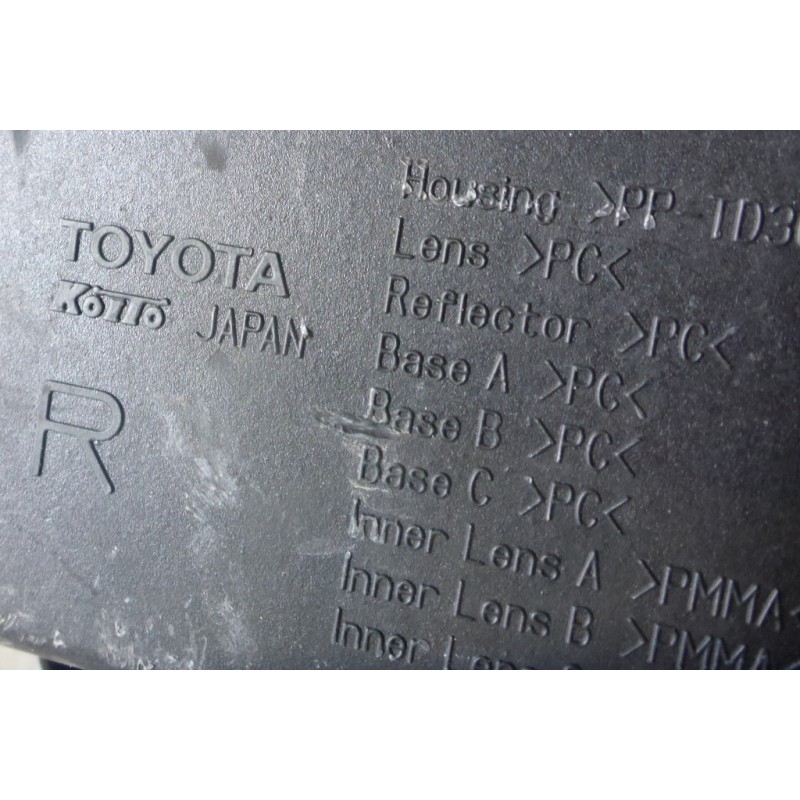 TOYOTA
KOITO JAPAN
R
Housing >PP-TD3
Lens >PC<
Reflector >PC<
Base A >PC<
Base B >PC<
Base C >PC<
Inner Lens A >PMMA<
Inner Lens B >PMMA<
Inner Lens